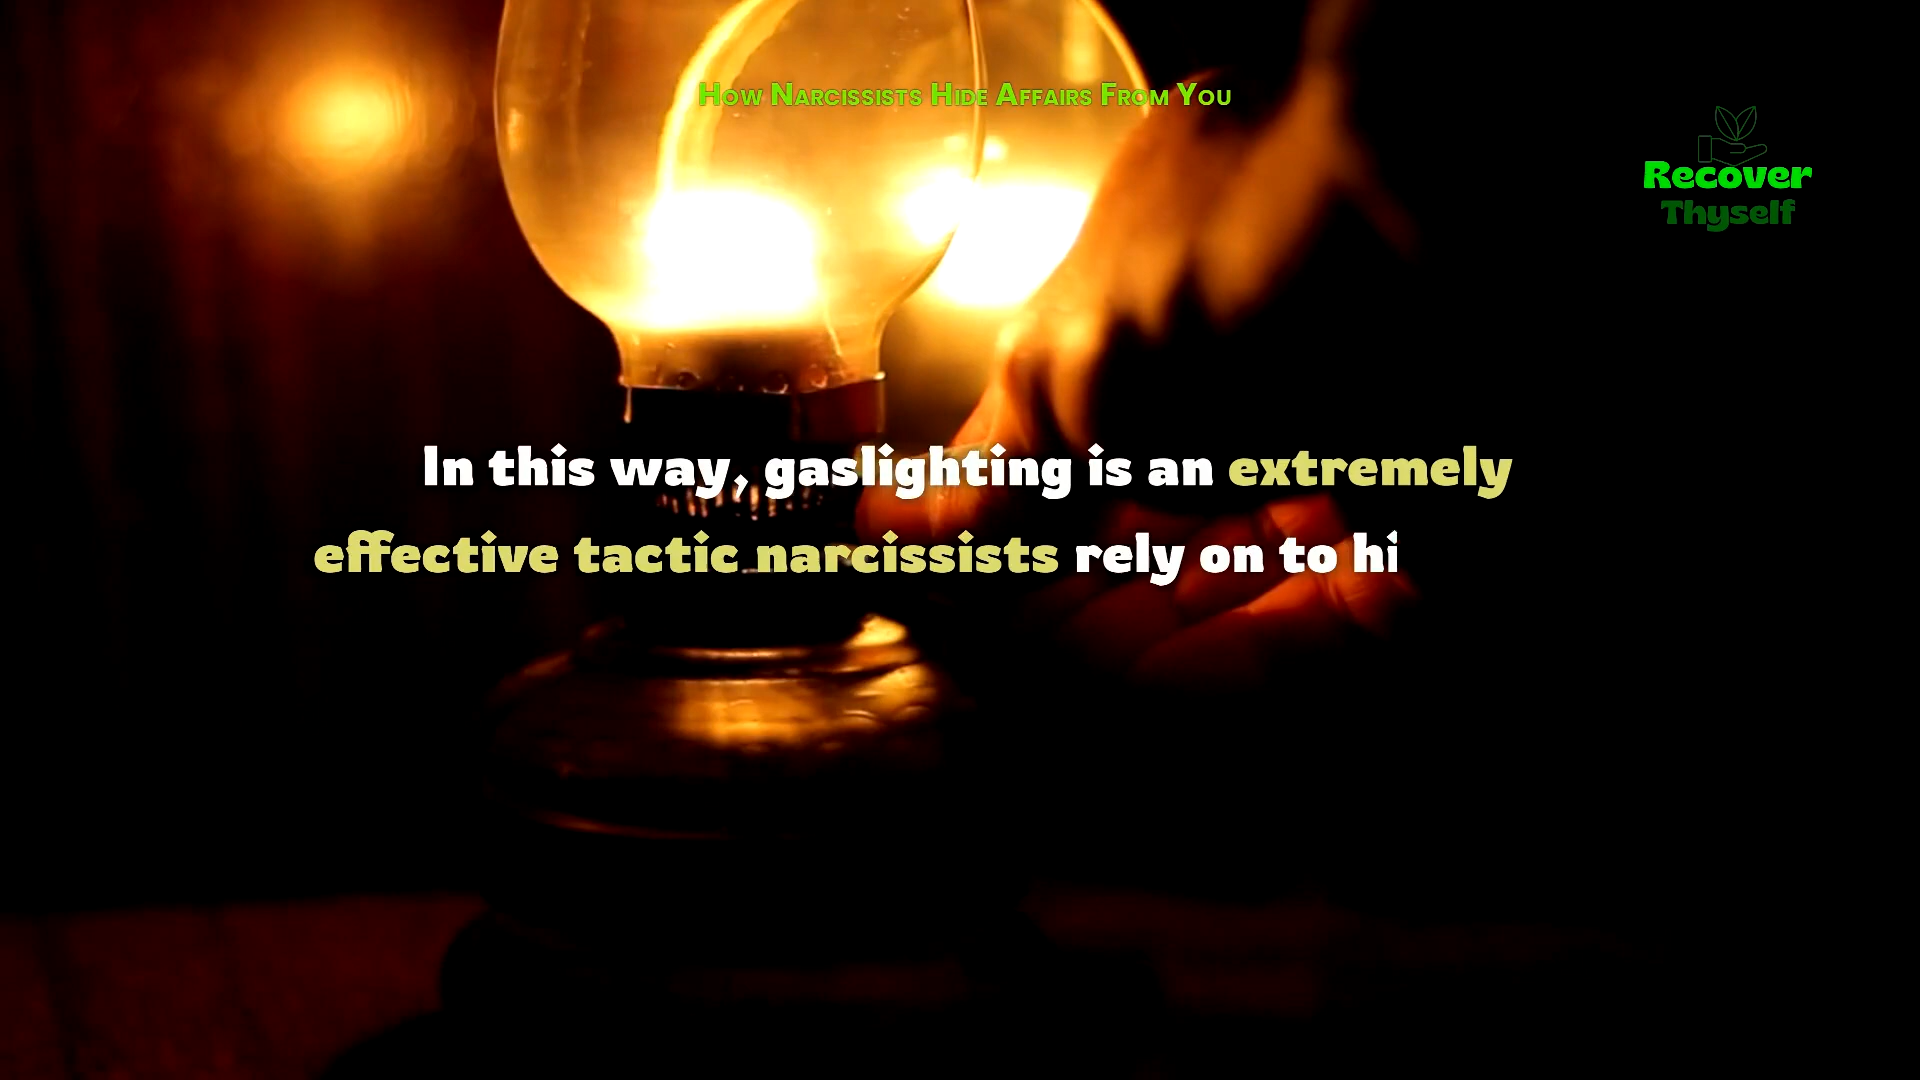 How Narcissists Hide Affairs From You
Recover
Thyself
In this way, gaslighting is an extremely
effective tactic narcissists rely on to hi